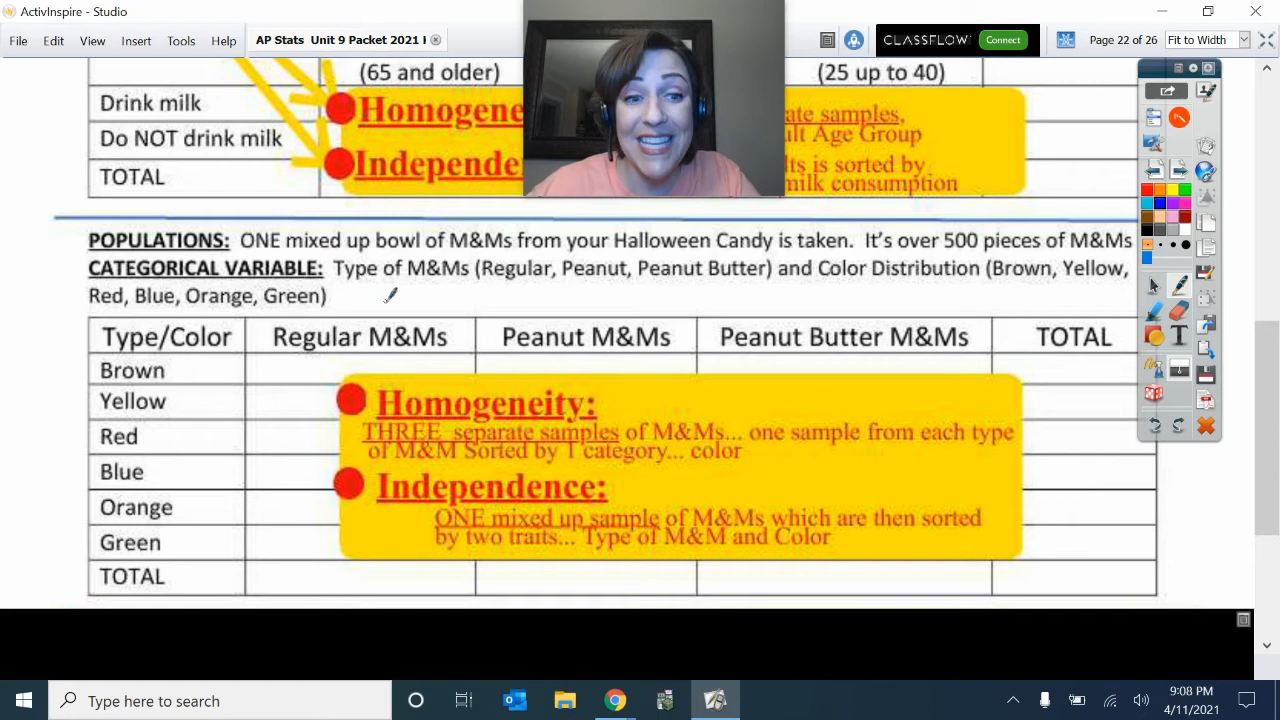 ActivInspire - Studio
File Edit View Insert Tools Help
AP Stats Unit 9 Packet 2021
CLASSFLOW Connect
Page 22 of 26
Fit to Width
(65 and older)
(25 up to 40)
Drink milk
Do NOT drink milk
TOTAL
Homogene
ate samples,
ult Age Group
Independe
lts is sorted by
milk consumption
POPULATIONS: ONE mixed up bowl of M&Ms from your Halloween Candy is taken. It's over 500 pieces of M&Ms
CATEGORICAL VARIABLE: Type of M&Ms (Regular, Peanut, Peanut Butter) and Color Distribution (Brown, Yellow,
Red, Blue, Orange, Green)
Type/Color Regular M&Ms Peanut M&Ms Peanut Butter M&Ms TOTAL
Brown
Yellow
Red
Blue
Orange
Green
TOTAL
Homogeneity:
THREE separate samples of M&Ms... one sample from each type
of M&M Sorted by 1 category... color
Independence:
ONE mixed up sample of M&Ms which are then sorted
by two traits... Type of M&M and Color
Type here to search
9:08 PM
4/11/2021